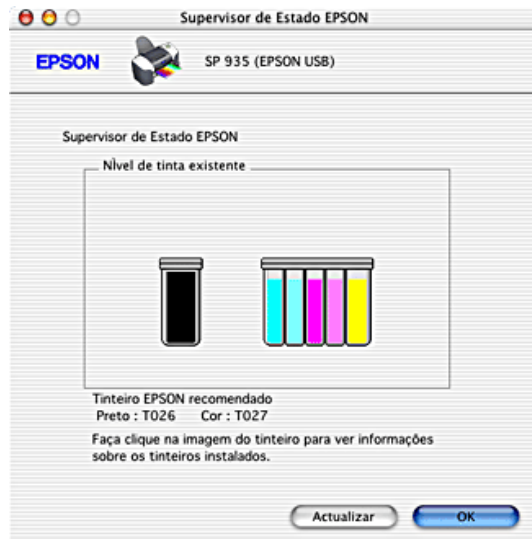 Supervisor de Estado EPSON
EPSON
SP 935 (EPSON USB)
Supervisor de Estado EPSON
NÌvel de tinta existente
Tinteiro EPSON recomendado
Preto : T026 Cor : T027
Faça clique na imagem do tinteiro para ver informações
sobre os tinteiros instalados.
Actualizar
OK